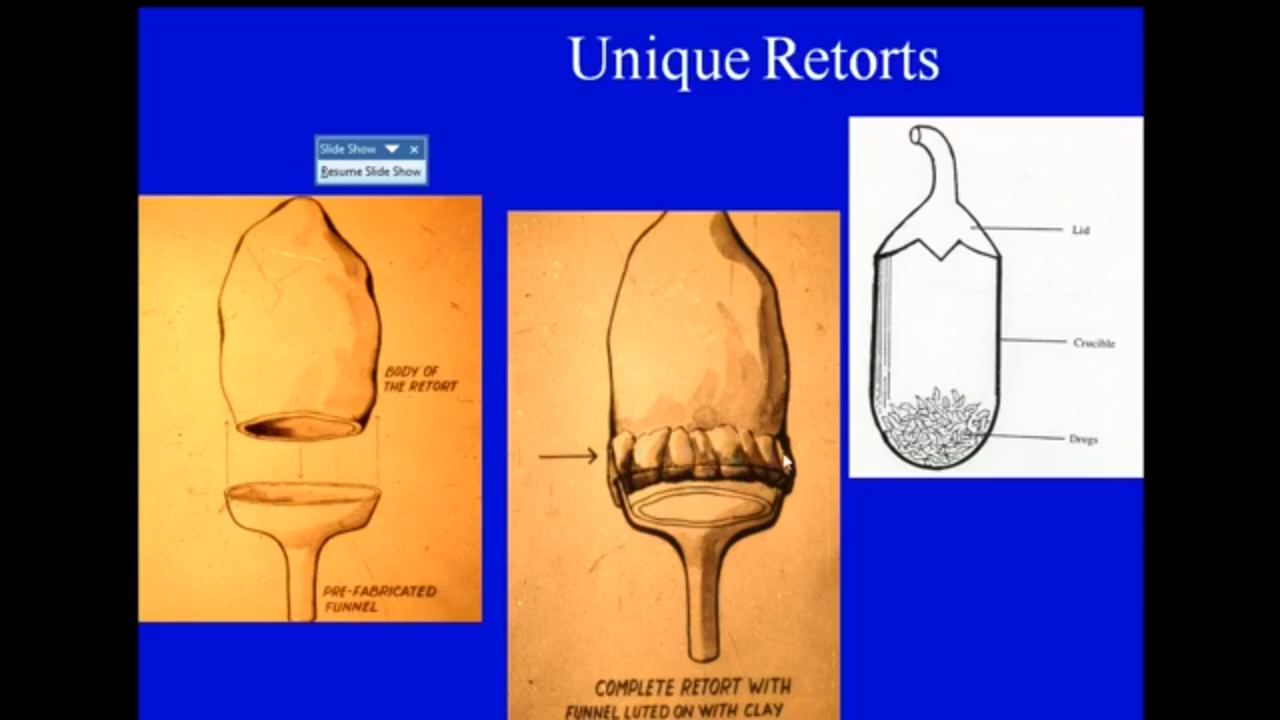 Unique Retorts
Slide Show
Resume Slide Show
BODY OF
THE RETORT
PRE-FABRICATED
FUNNEL
COMPLETE RETORT WITH
FUNNEL LUTED ON WITH CLAY
Lid
Crucible
Drogs